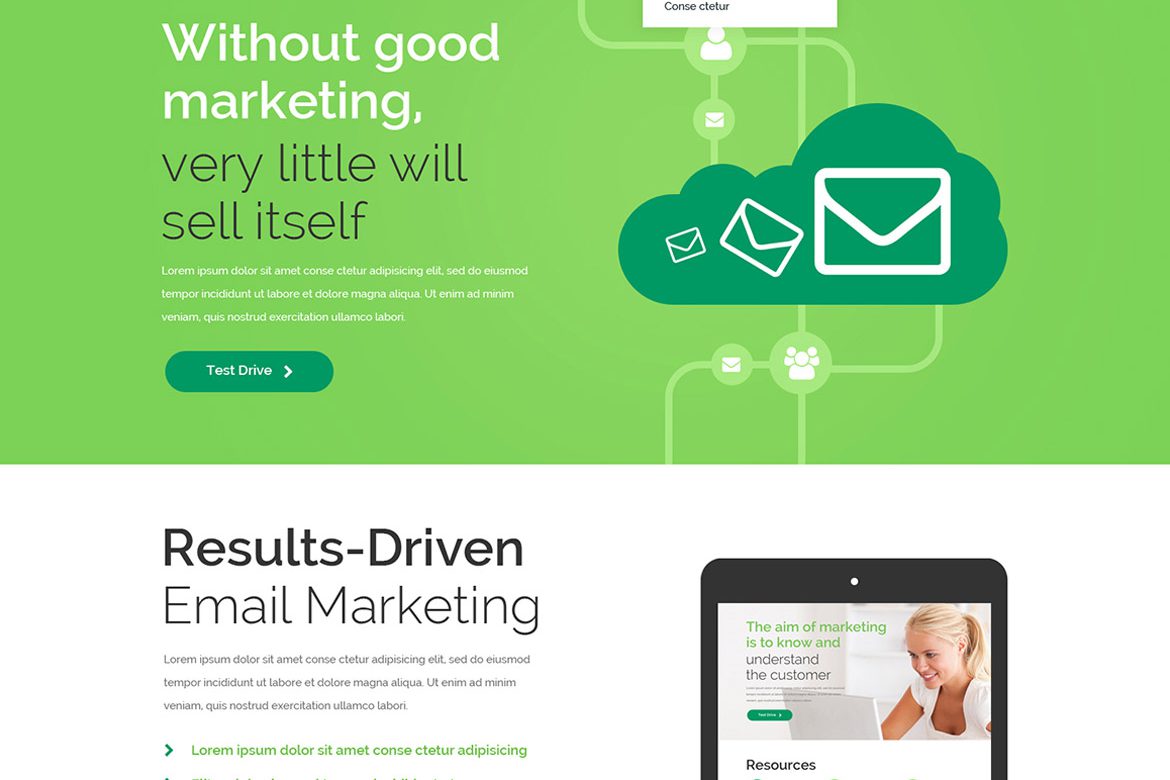 Conse ctetur
Without good
marketing,
very little will
sell itself
Lorem ipsum dolor sit amet conse ctetur adipisicing elit, sed do eiusmod
tempor incididunt ut labore et dolore magna aliqua. Ut enim ad minim
veniam, quis nostrud exercitation ullamco labori.
Test Drive
Results-Driven
Email Marketing
Lorem ipsum dolor sit amet conse ctetur adipisicing elit, sed do eiusmod
tempor incididunt ut labore et dolore magna aliqua. Ut enim ad minim
veniam, quis nostrud exercitation ullamco labori.
Lorem ipsum dolor sit amet conse ctetur adipisicing
The aim of marketing
is to know and
understand
the customer
Test Drive
Resources